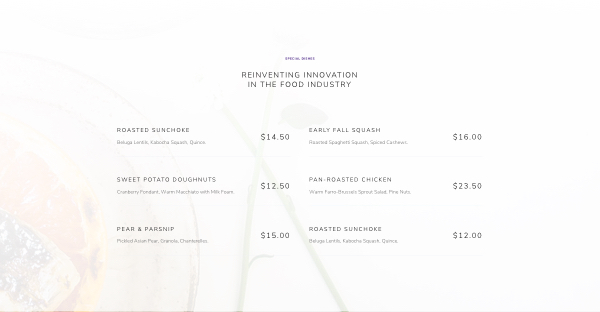 SPECIAL DISHES
REINVENTING INNOVATION
IN THE FOOD INDUSTRY
ROASTED SUNCHOKE
$14.50
Beluga Lentils, Kabocha Squash, Quinoa.
EARLY FALL SQUASH
$16.00
Roasted Spaghetti Squash, Spiced Cashews.
SWEET POTATO DOUGHNUTS
$12.50
Cranberry Fondant, Warm Macchiato with Milk Foam.
PAN-ROASTED CHICKEN
$23.50
Warm Farro-Brussels Sprout Salad, Pine Nuts.
PEAR & PARSNIP
$15.00
Pickled Asian Pear, Granola, Chanterelles.
ROASTED SUNCHOKE
$12.00
Beluga Lentils, Kabocha Squash, Quinoa.